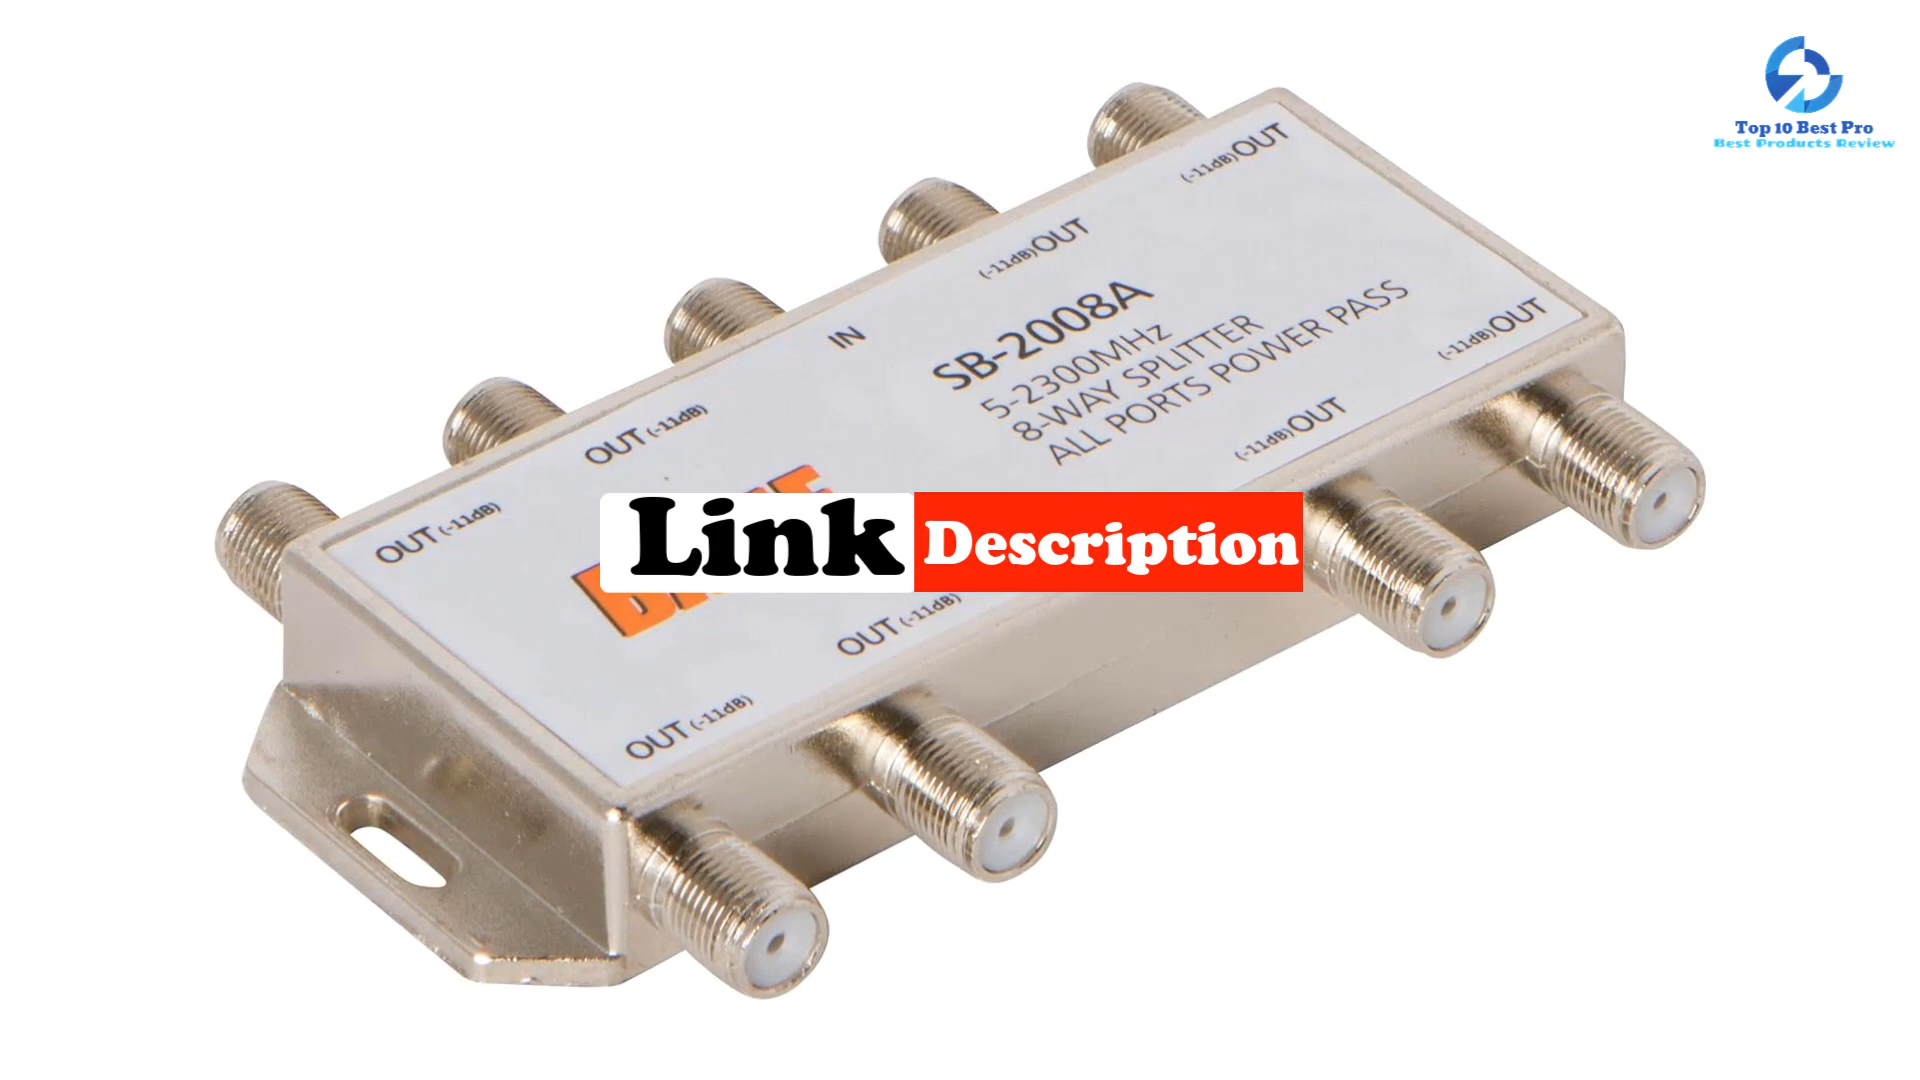 Top 10 Best Pro
Best Products Review
(-11dB)OUT
(-11dB)OUT
IN
SB-2008A
5-2300MHz
8-WAY SPLITTER
ALL PORTS POWER PASS
(-11dB)OUT
OUT(-11dB)
(-11dB)OUT
OUT(-11dB)
Link Description
OUT(-11dB)
OUT(-11dB)